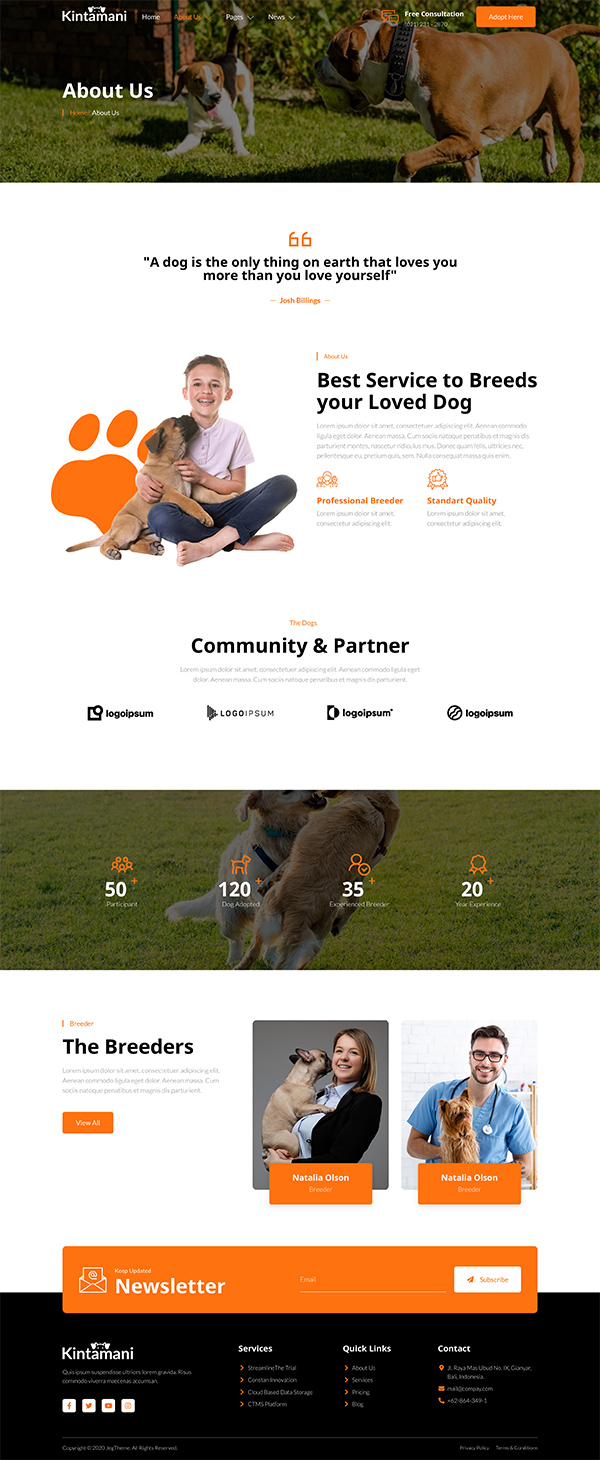 Kintamani
Home
About Us
Pages
News
Free Consultation
Adopt Here
About Us
Home/ About Us
"A dog is the only thing on earth that loves you
more than you love yourself"
Josh Billings
About Us
Best Service to Breeds
your Loved Dog
Lorem ipsum dolor sit amet, consectetuer adipiscing elit. Aenean commodo
ligula eget dolor. Aenean massa. Cum sociis natoque penatibus et magnis dis
parturient montes, nascetur ridiculus mus. Donec quam felis, ultricies nec,
pellentesque eu, pretium quis, sem. Nulla consequat massa quis enim.
Professional Breeder
Lorem ipsum dolor sit amet,
consectetur adipiscing elit.
Standart Quality
Lorem ipsum dolor sit amet,
consectetur adipiscing elit.
The Dogs
Community & Partner
Lorem ipsum dolor sit amet, consectetuer adipiscing elit. Aenean commodo ligula eget
dolor. Aenean massa. Cum sociis natoque penatibus et magnis dis parturient.
logoipsum
LOGOIPSUM
logoipsum
logoipsum
50 +
Participant
120 +
Dog Adopted
35 +
Experienced Breeder
20 +
Year Experience
Breeder
The Breeders
Lorem ipsum dolor sit amet, consectetuer adipiscing elit.
Aenean commodo ligula eget dolor. Aenean massa. Cum
sociis natoque penatibus et magnis dis parturient.
View All
Natalia Olson
Breeder
Natalia Olson
Breeder
Keep Updated
Newsletter
Email
Subscribe
Kintamani
Quis ipsum suspendisse ultrices lorem gravida. Risus
commodo viverra maecenas accumsan.
Services
StreamlineThe Trial
Constan Innovation
Cloud Based Data Storage
CTMS Platform
Quick Links
About Us
Services
Pricing
Blog
Contact
Jl. Raya Mas Ubud No. IX, Gianyar,
Bali, Indonesia.
mail@compay.com
+62-864-349-1
Copyright © 2020 JegTheme. All Rights Reserved.
Privacy Policy
Terms & Conditions